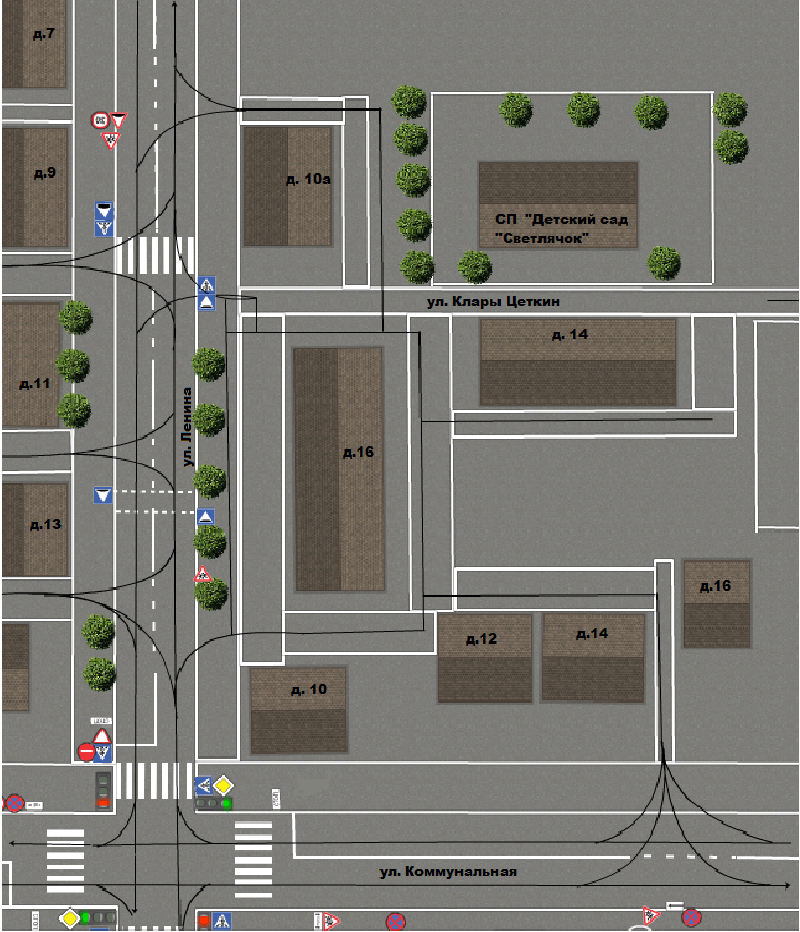 д.7
д.9
д. 10а
СП "Детский сад
"Светлячок"
ул. Клары Цеткин
д. 14
д.11
ул. Ленина
д.16
д.13
д.16
д.12
д.14
д. 10
ул. Коммунальная